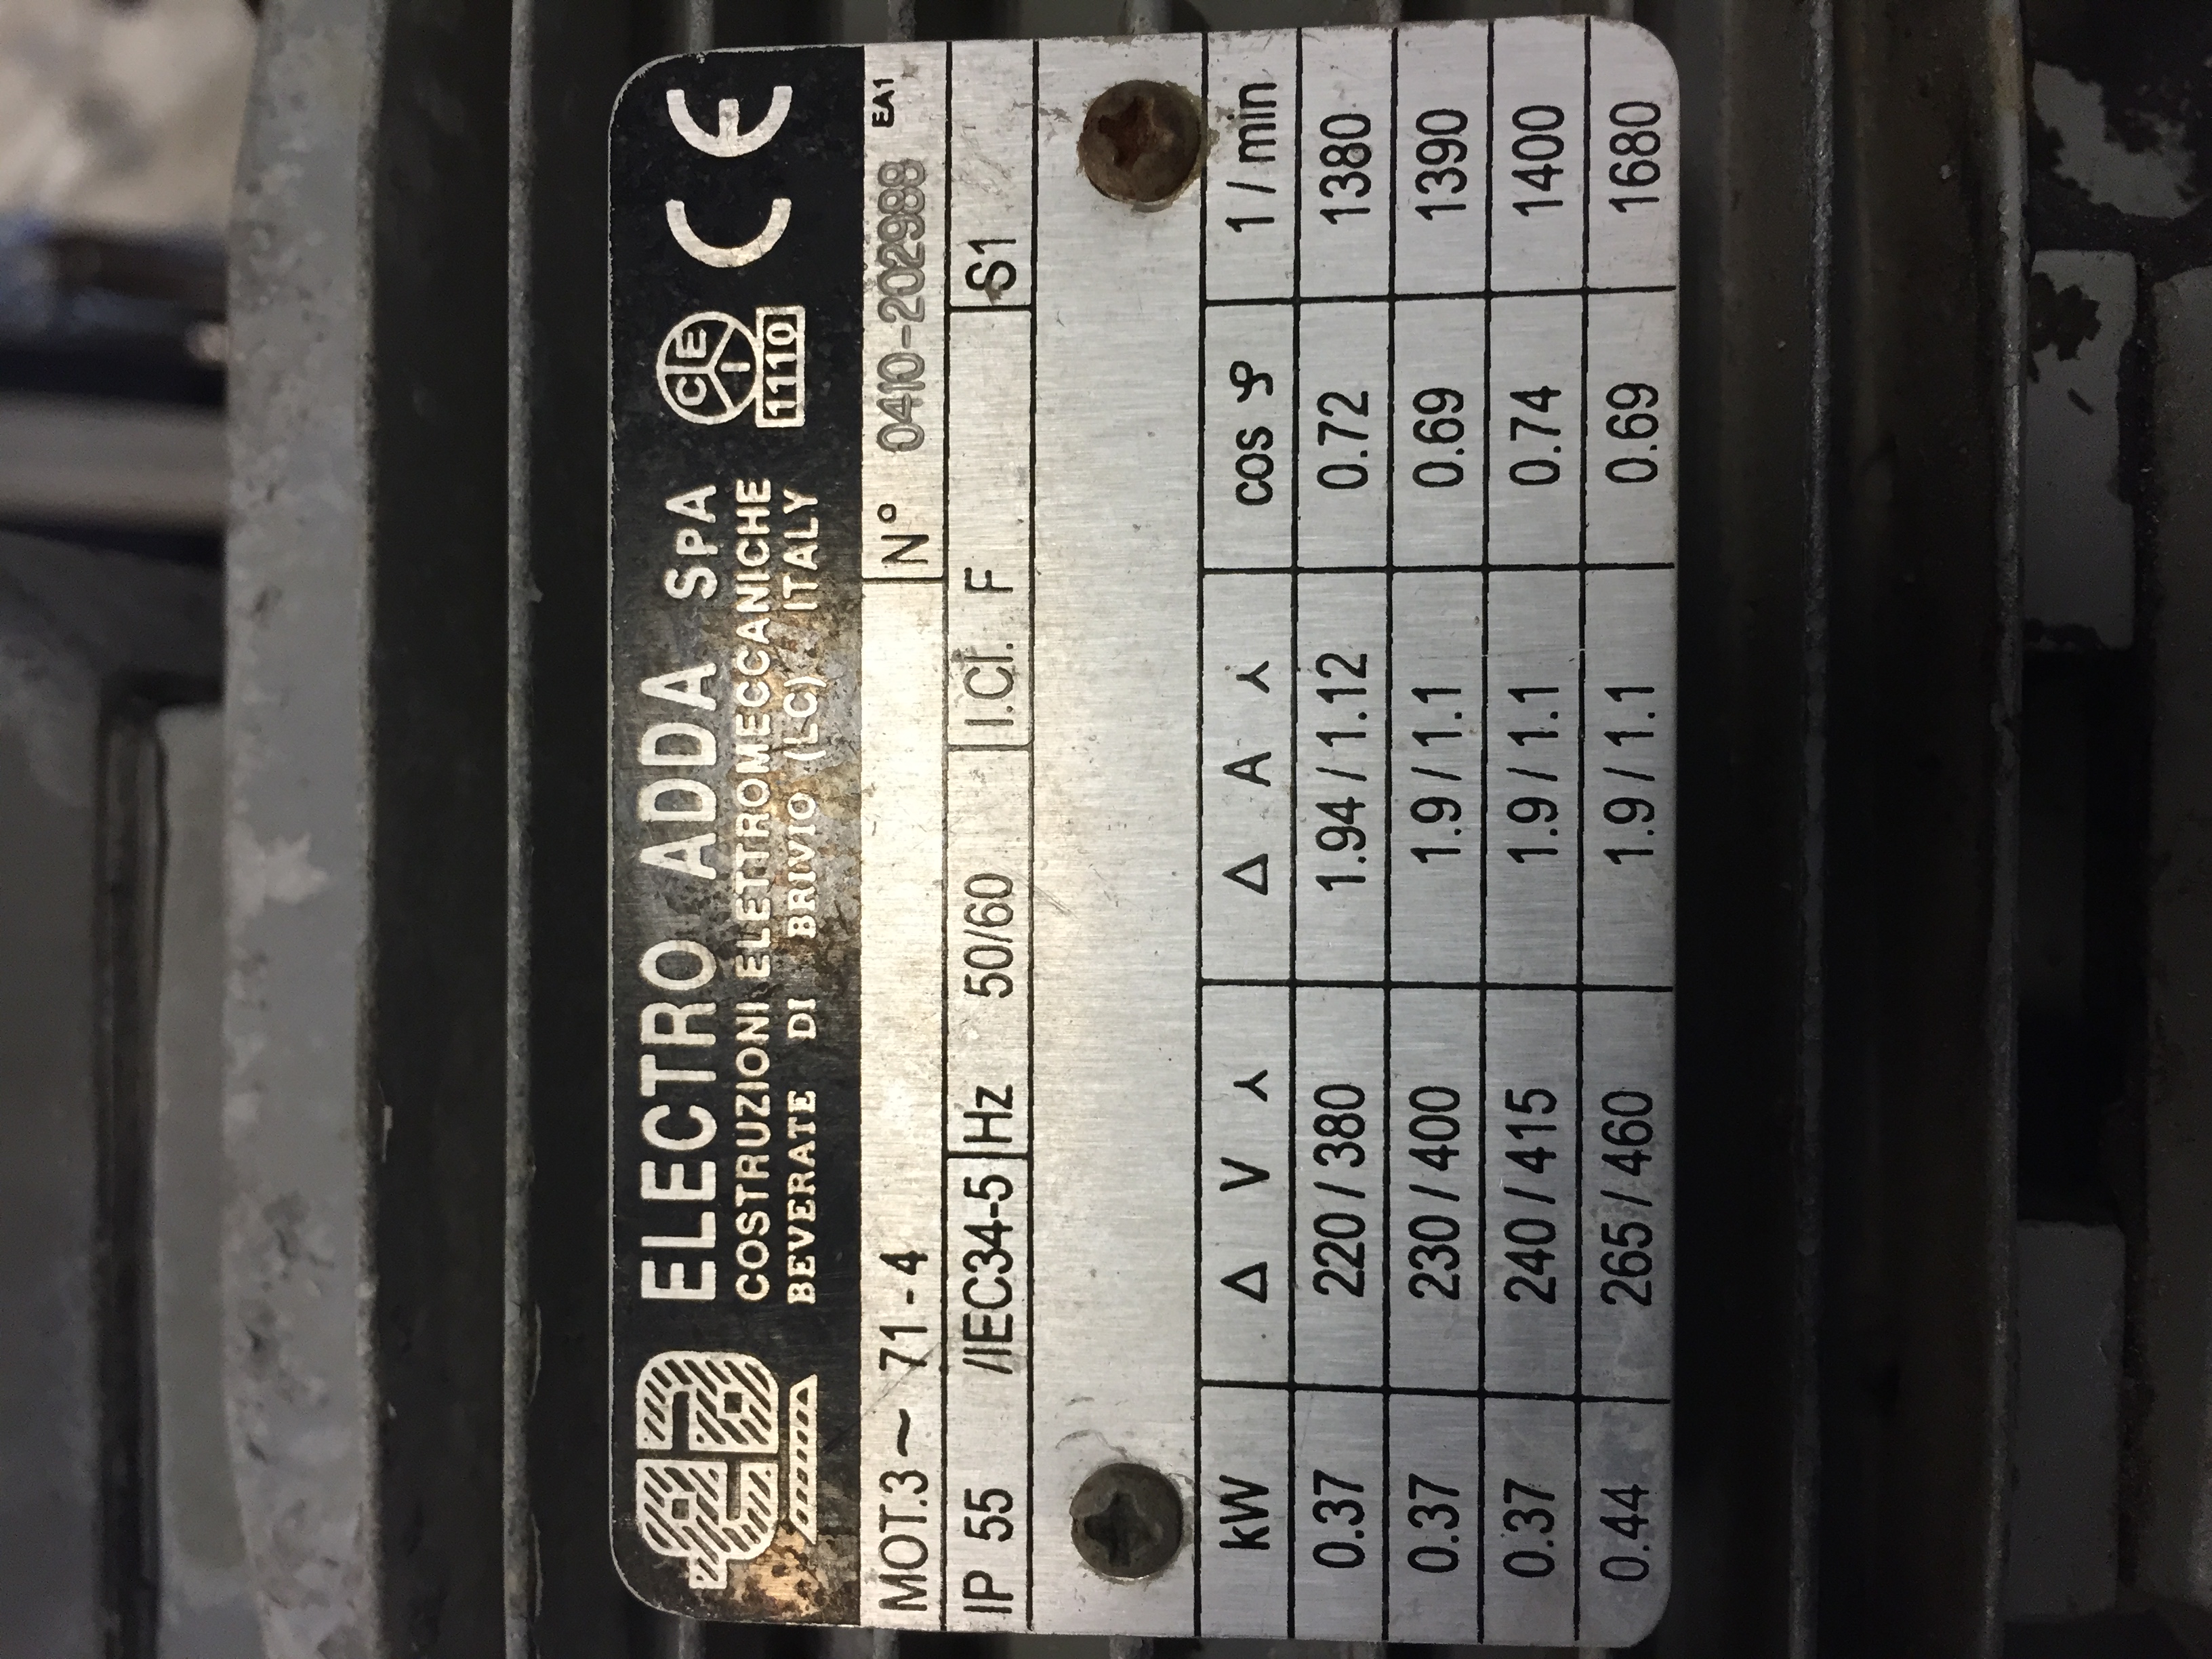 ELECTRO ADDA SPA
COSTRUZIONI ELETTROMECCANICHE
BEVERATE DI BRIVIO (LC) ITALY
CEI
1110
CE
MOT.3~ 71-4 N° 0410-202988 EA1
IP 55 /IEC34-5 Hz 50/60 I.Cl. F S1
kW Δ V ⅄ Δ A ⅄ cos φ 1/min
0.37 220/380 1.94/1.12 0.72 1380
0.37 230/400 1.9/1.1 0.69 1390
0.37 240/415 1.9/1.1 0.74 1400
0.44 265/460 1.9/1.1 0.69 1680